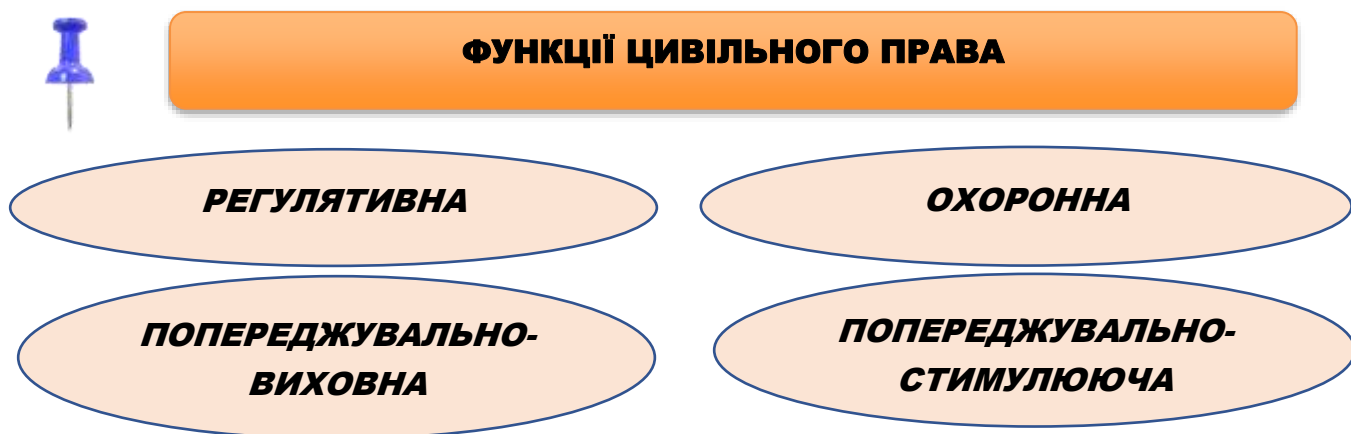 ФУНКЦІЇ ЦИВІЛЬНОГО ПРАВА
РЕГУЛЯТИВНА
ОХОРОННА
ПОПЕРЕДЖУВАЛЬНО-
ВИХОВНА
ПОПЕРЕДЖУВАЛЬНО-
СТИМУЛЮЮЧА